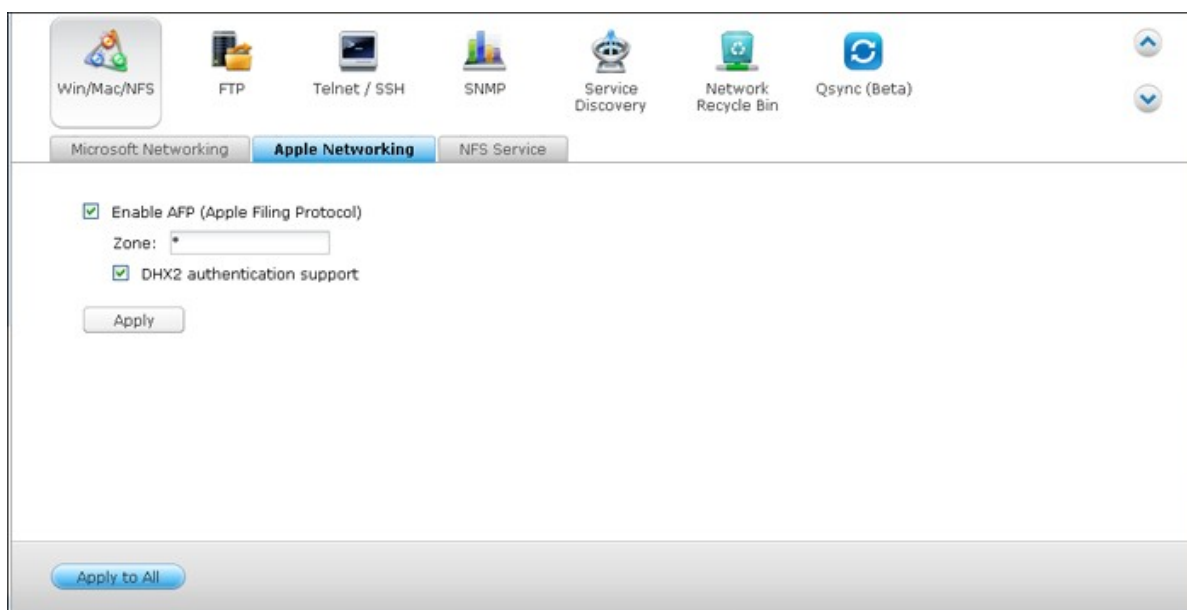 Win/Mac/NFS
FTP
Telnet / SSH
SNMP
Service
Discovery
Network
Recycle Bin
Qsync (Beta)
Microsoft Networking
Apple Networking
NFS Service
Enable AFP (Apple Filing Protocol)
Zone: *
DHX2 authentication support
Apply
Apply to All